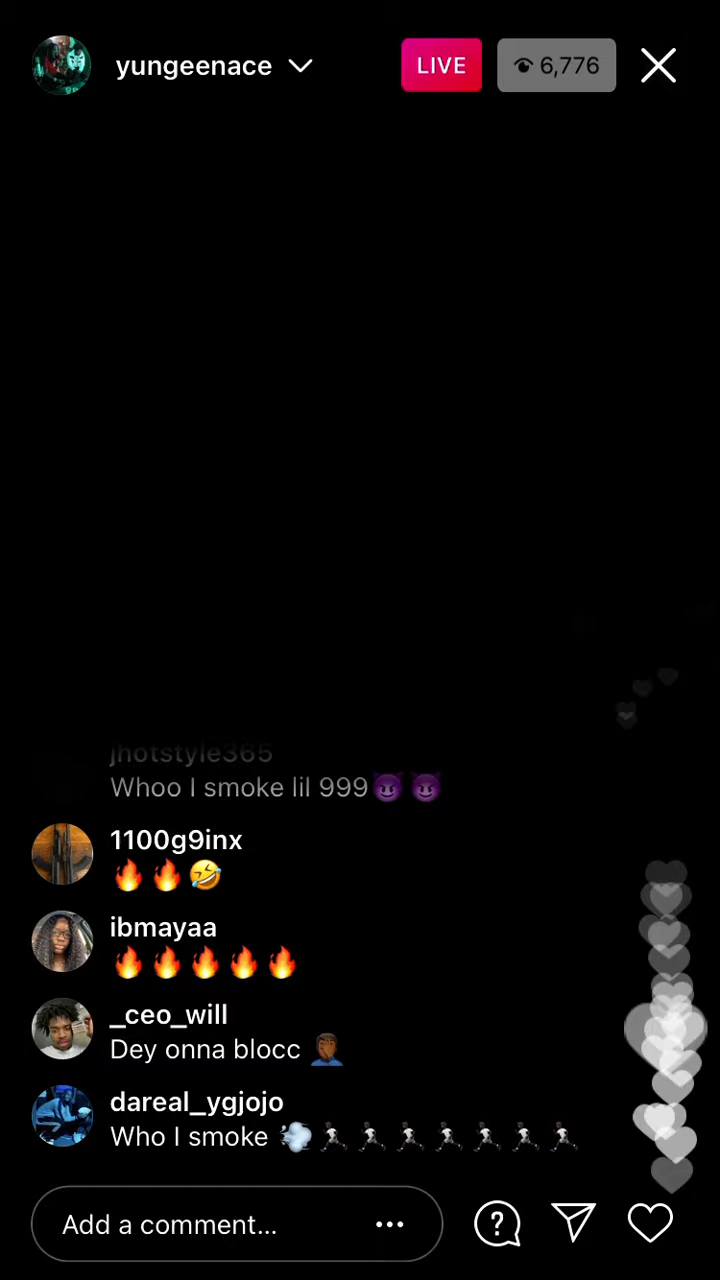 yungeenace
LIVE 6,776
jhotstyle365
Whoo I smoke lil 999😈😈
1100g9inx
🔥🔥🤣
ibmayaa
🔥🔥🔥🔥🔥
_ceo_will
Dey onna blocc 🤦🏾‍♂️
dareal_ygjojo
Who I smoke 💨🏃🏿🏃🏿🏃🏿🏃🏿🏃🏿🏃🏿🏃🏿
Add a comment...